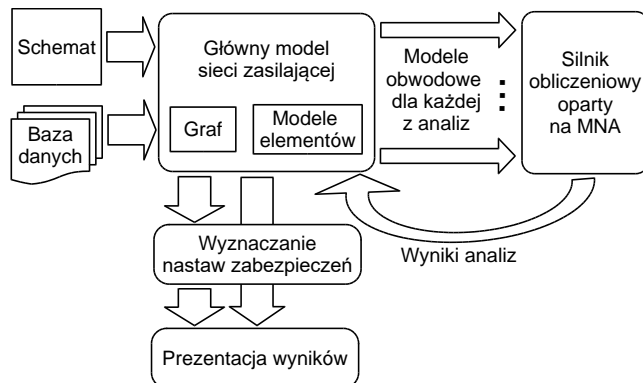 Schemat
Baza
danych
Główny model
sieci zasilającej
Graf
Modele
elementów
Modele
obwodowe
dla każdej
z analiz
Silnik
obliczeniowy
oparty
na MNA
Wyniki analiz
Wyznaczanie
nastaw zabezpieczeń
Prezentacja wyników